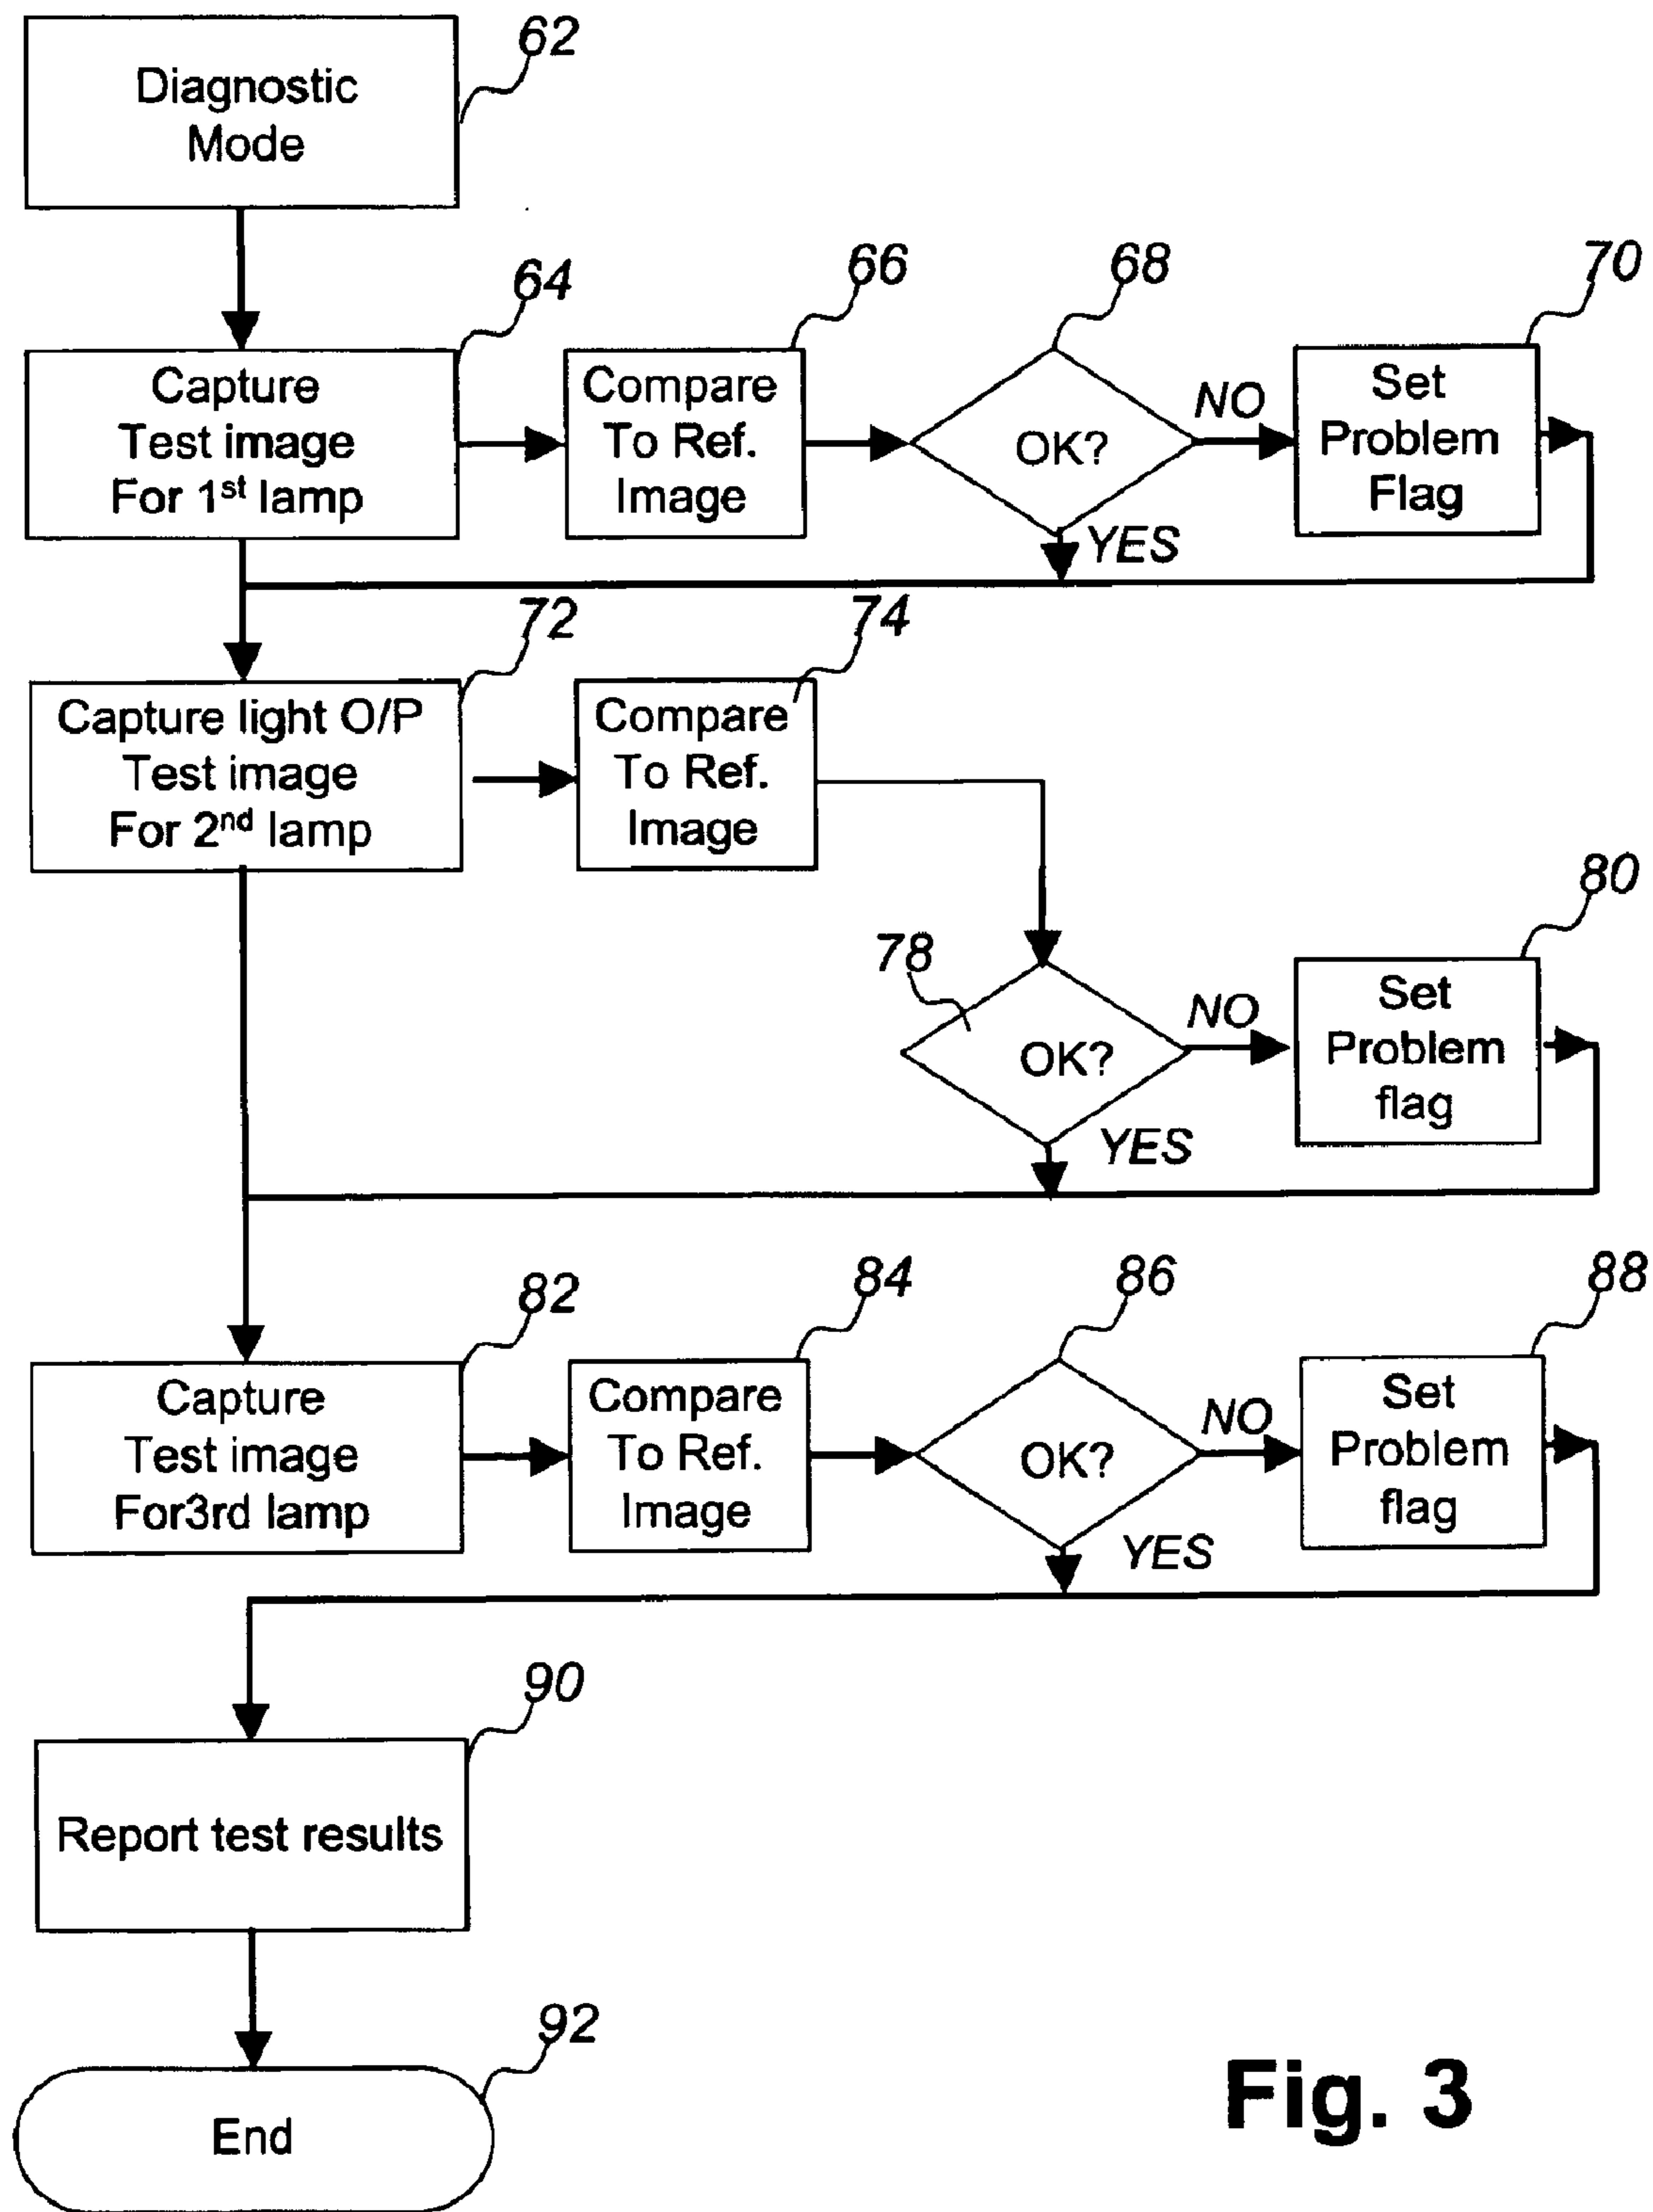 62
Diagnostic
Mode
64
66
68
70
Capture
Test image
For 1st lamp
Compare
To Ref.
Image
OK?
NO
YES
Set
Problem
Flag
72
74
Capture light O/P
Test image
For 2nd lamp
Compare
To Ref.
Image
78
80
OK?
NO
YES
Set
Problem
flag
82
84
86
88
Capture
Test image
For3rd lamp
Compare
To Ref.
Image
OK?
NO
YES
Set
Problem
flag
90
Report test results
92
End
Fig. 3